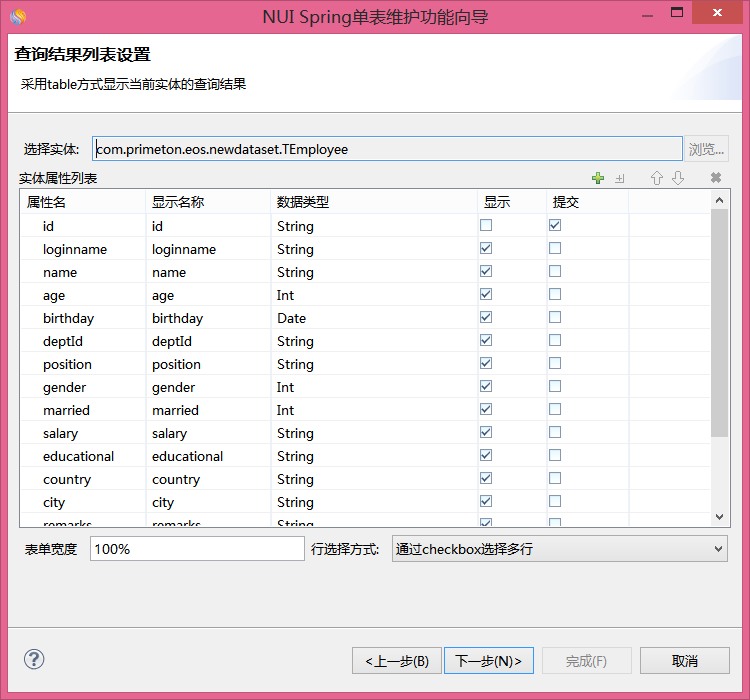 NUI Spring单表维护功能向导
查询结果列表设置
采用table方式显示当前实体的查询结果
选择实体: com.primeton.eos.newdataset.TEmployee 浏览...
实体属性列表
属性名 显示名称 数据类型 显示 提交
id id String
loginname loginname String
name name String
age age Int
birthday birthday Date
deptId deptId String
position position String
gender gender Int
married married Int
salary salary String
educational educational String
country country String
city city String
remarks remarks String
表单宽度 100% 行选择方式: 通过checkbox选择多行
<上一步(B) 下一步(N)> 完成(F) 取消